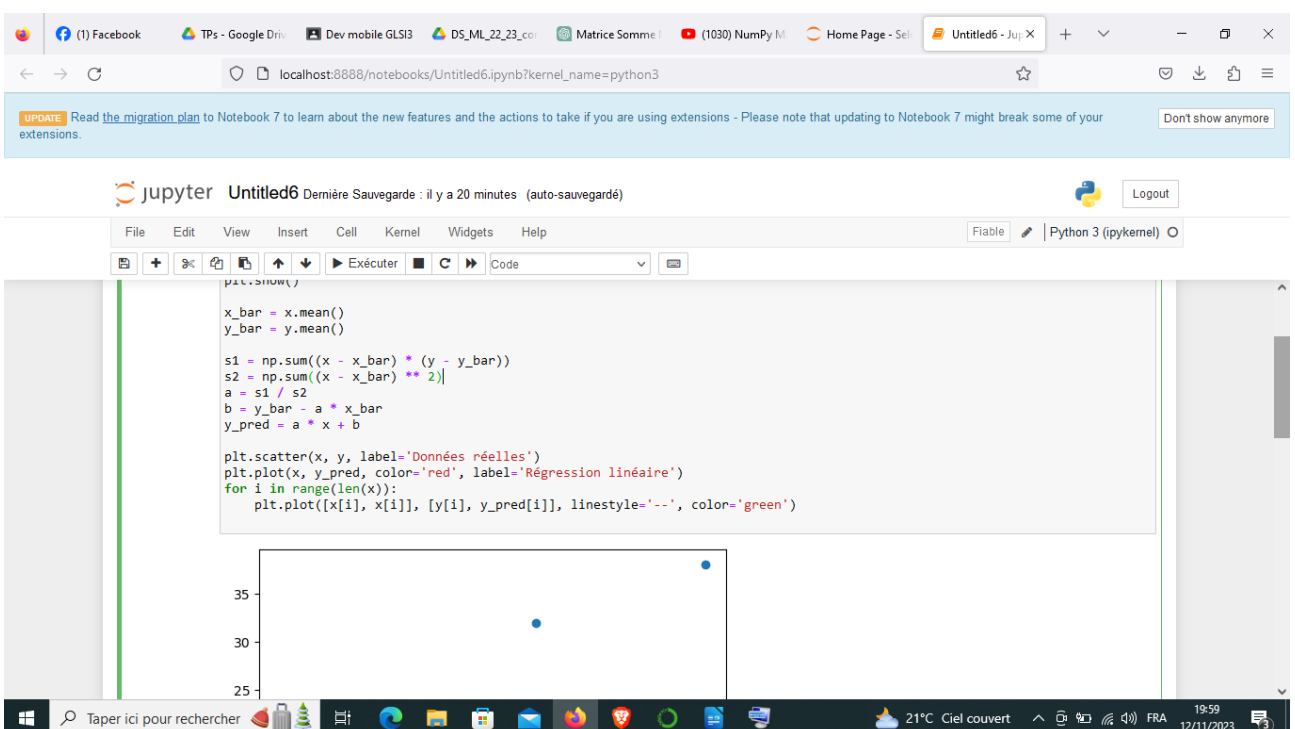 (1) Facebook
TPs - Google Driv
Dev mobile GLSI3
DS_ML_22_23_co
Matrice Somme
(1030) NumPy M
Home Page - Sel
Untitled6 - Jup
localhost:8888/notebooks/Untitled6.ipynb?kernel_name=python3
UPDATE Read the migration plan to Notebook 7 to learn about the new features and the actions to take if you are using extensions - Please note that updating to Notebook 7 might break some of your
extensions.
Don't show anymore
jupyter Untitled6 Dernière Sauvegarde : il y a 20 minutes (auto-sauvegardé)
Logout
File Edit View Insert Cell Kernel Widgets Help
Fiable
Python 3 (ipykernel)
Exécuter
Code
plt.show()
x_bar = x.mean()
y_bar = y.mean()
s1 = np.sum((x - x_bar) * (y - y_bar))
s2 = np.sum((x - x_bar) ** 2)
a = s1 / s2
b = y_bar - a * x_bar
y_pred = a * x + b
plt.scatter(x, y, label='Données réelles')
plt.plot(x, y_pred, color='red', label='Régression linéaire')
for i in range(len(x)):
    plt.plot([x[i], x[i]], [y[i], y_pred[i]], linestyle='--', color='green')
35
30
25
Taper ici pour rechercher
21°C Ciel couvert
FRA
19:59
12/11/2023
3